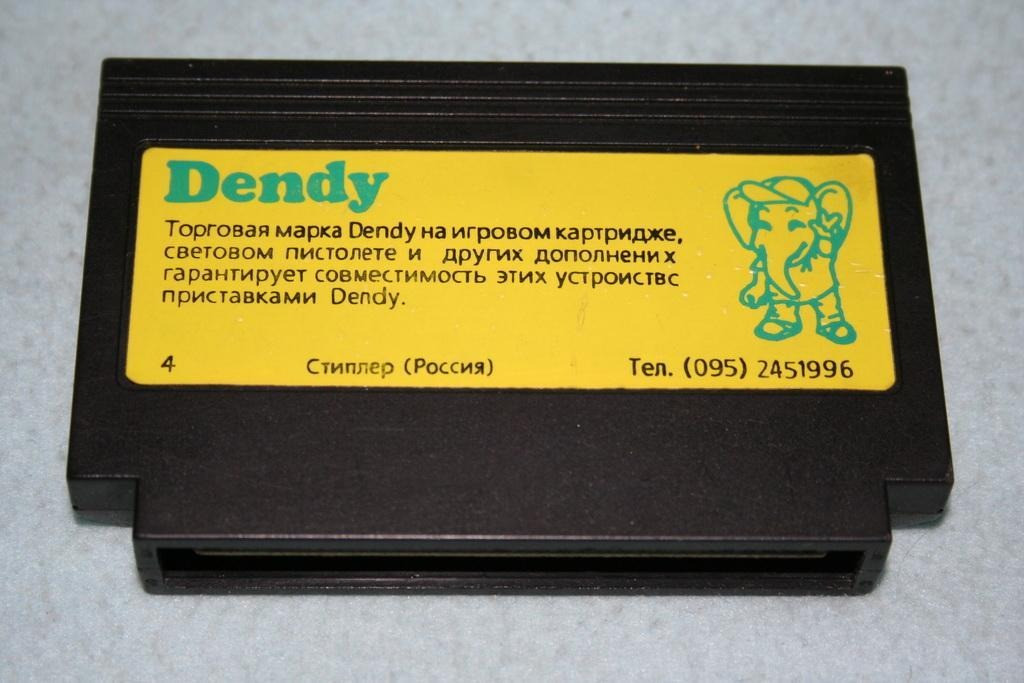 Dendy
Торговая марка Dendy на игровом картридже,
световом пистолете и других дополнених
гарантирует совместимость этих устроиствс
приставками Dendy.
4 Стиплер (Россия) Тел. (095) 2451996